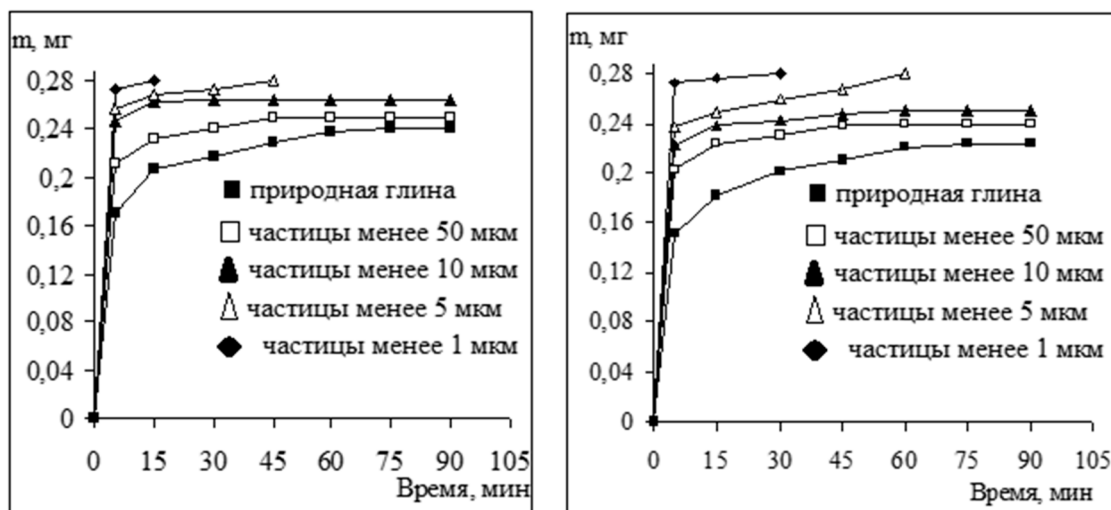 m, мг
0,28
0,24
0,2
0,16
0,12
0,08
0,04
0
природная глина
частицы менее 50 мкм
частицы менее 10 мкм
частицы менее 5 мкм
частицы менее 1 мкм
0 15 30 45 60 75 90 105
Время, мин
m, мг
0,28
0,24
0,2
0,16
0,12
0,08
0,04
0
природная глина
частицы менее 50 мкм
частицы менее 10 мкм
частицы менее 5 мкм
частицы менее 1 мкм
0 15 30 45 60 75 90 105
Время, мин